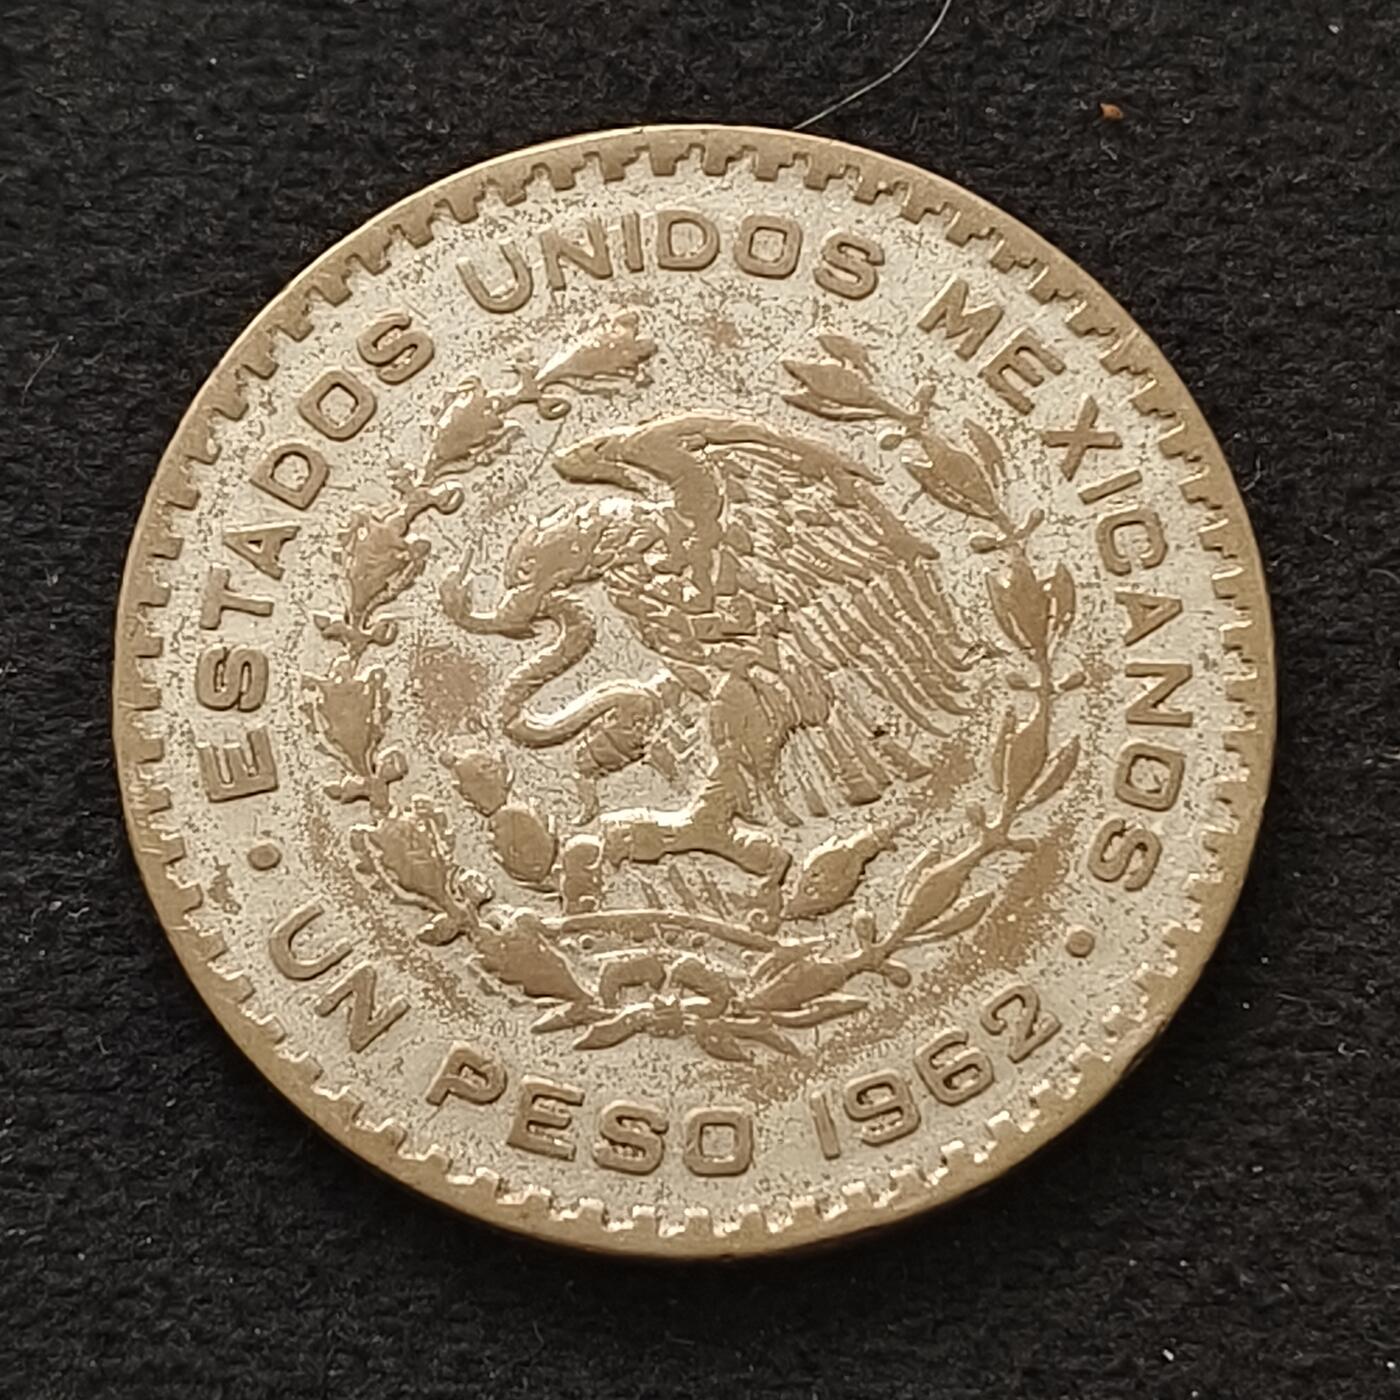 ESTADOS UNIDOS MEXICANOS
• UN PESO 1962 •